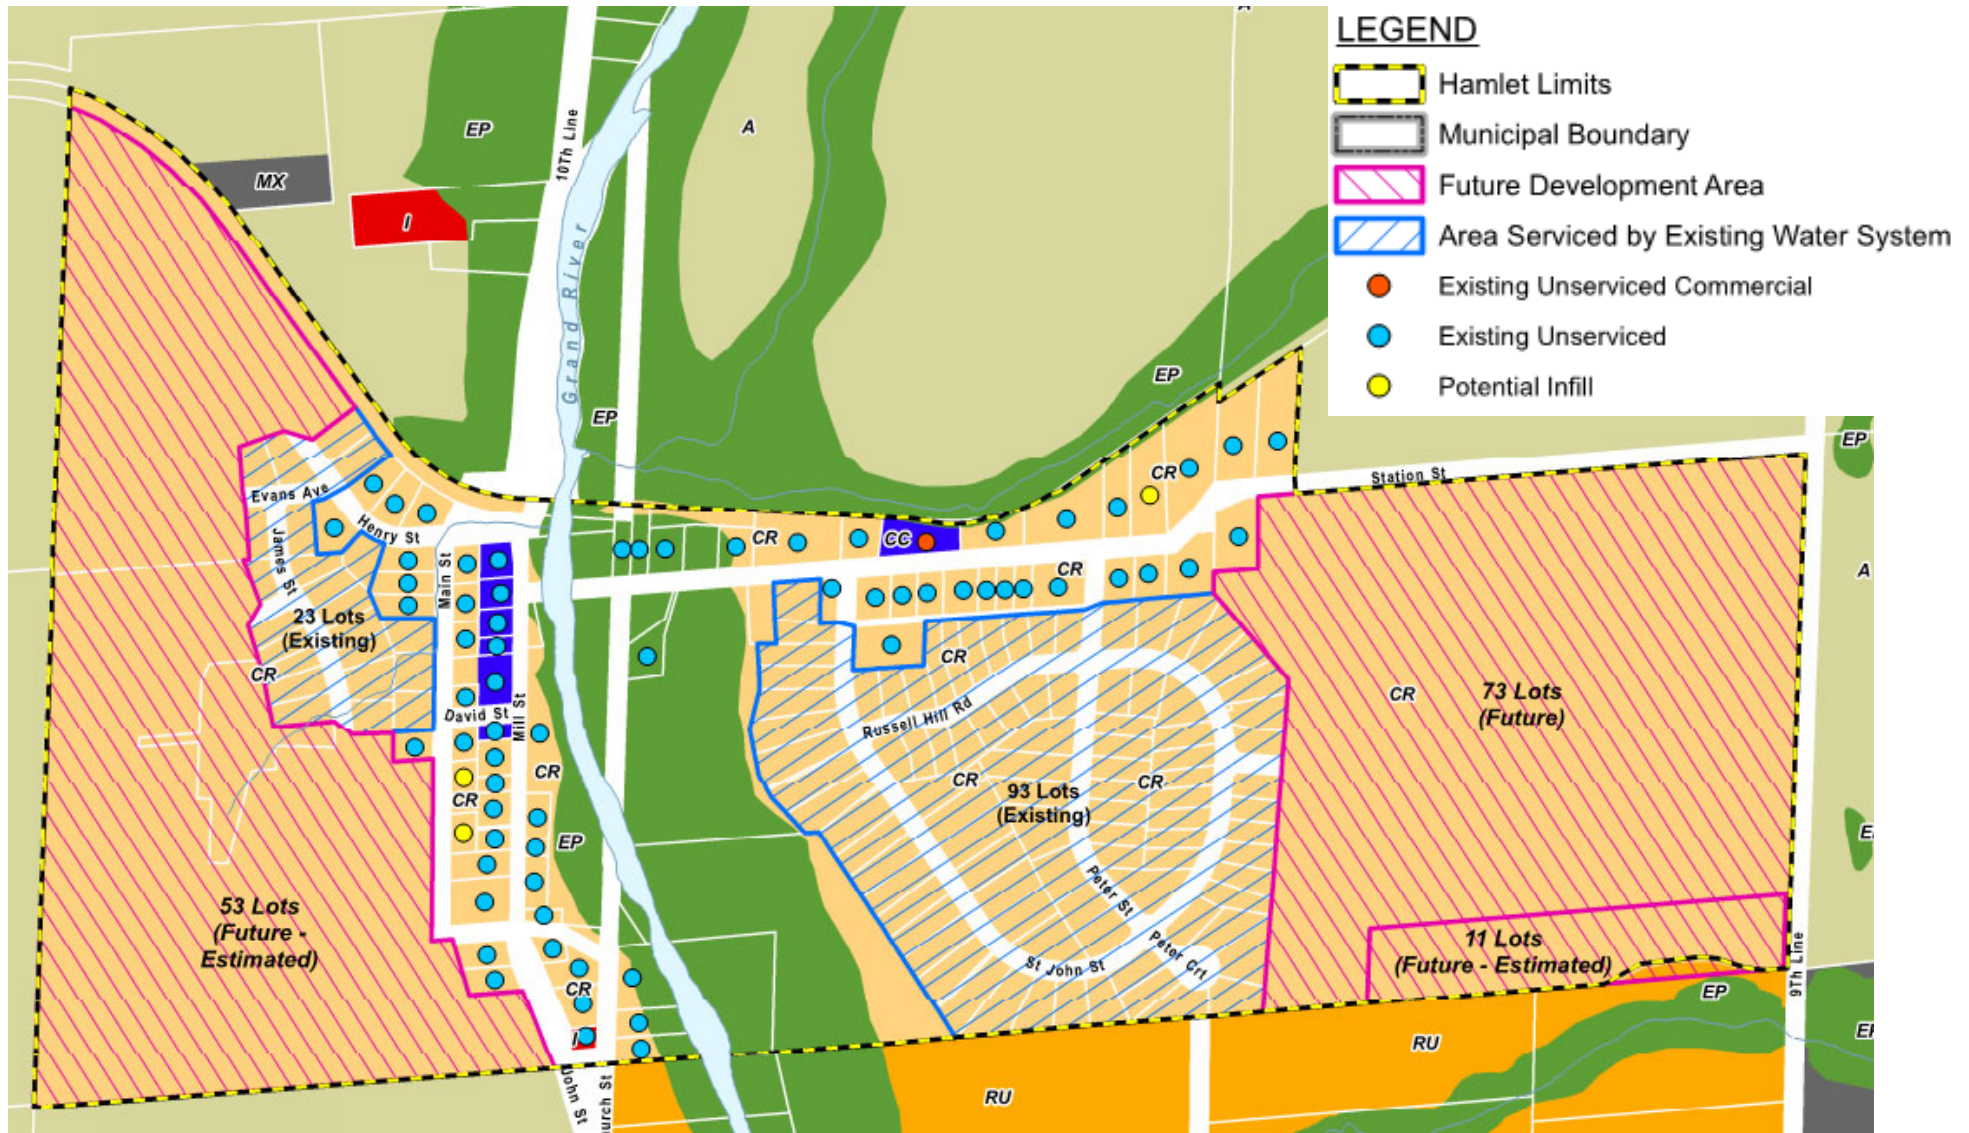 LEGEND
Hamlet Limits
Municipal Boundary
Future Development Area
Area Serviced by Existing Water System
Existing Unserviced Commercial
Existing Unserviced
Potential Infill
EP
A
10Th Line
MX
I
Grand River
EP
EP
EP
CR
Station St
Evans Ave
Henry St
James St
Main St
CR
CC
CR
A
23 Lots
(Existing)
CR
CR
David St
Mill St
Russell Hill Rd
CR
73 Lots
(Future)
CR
CR
CR
CR
93 Lots
(Existing)
EP
Peter St
53 Lots
(Future -
Estimated)
11 Lots
(Future - Estimated)
Peter Crt
St John St
9Th Line
CR
EP
I
RU
RU
John St